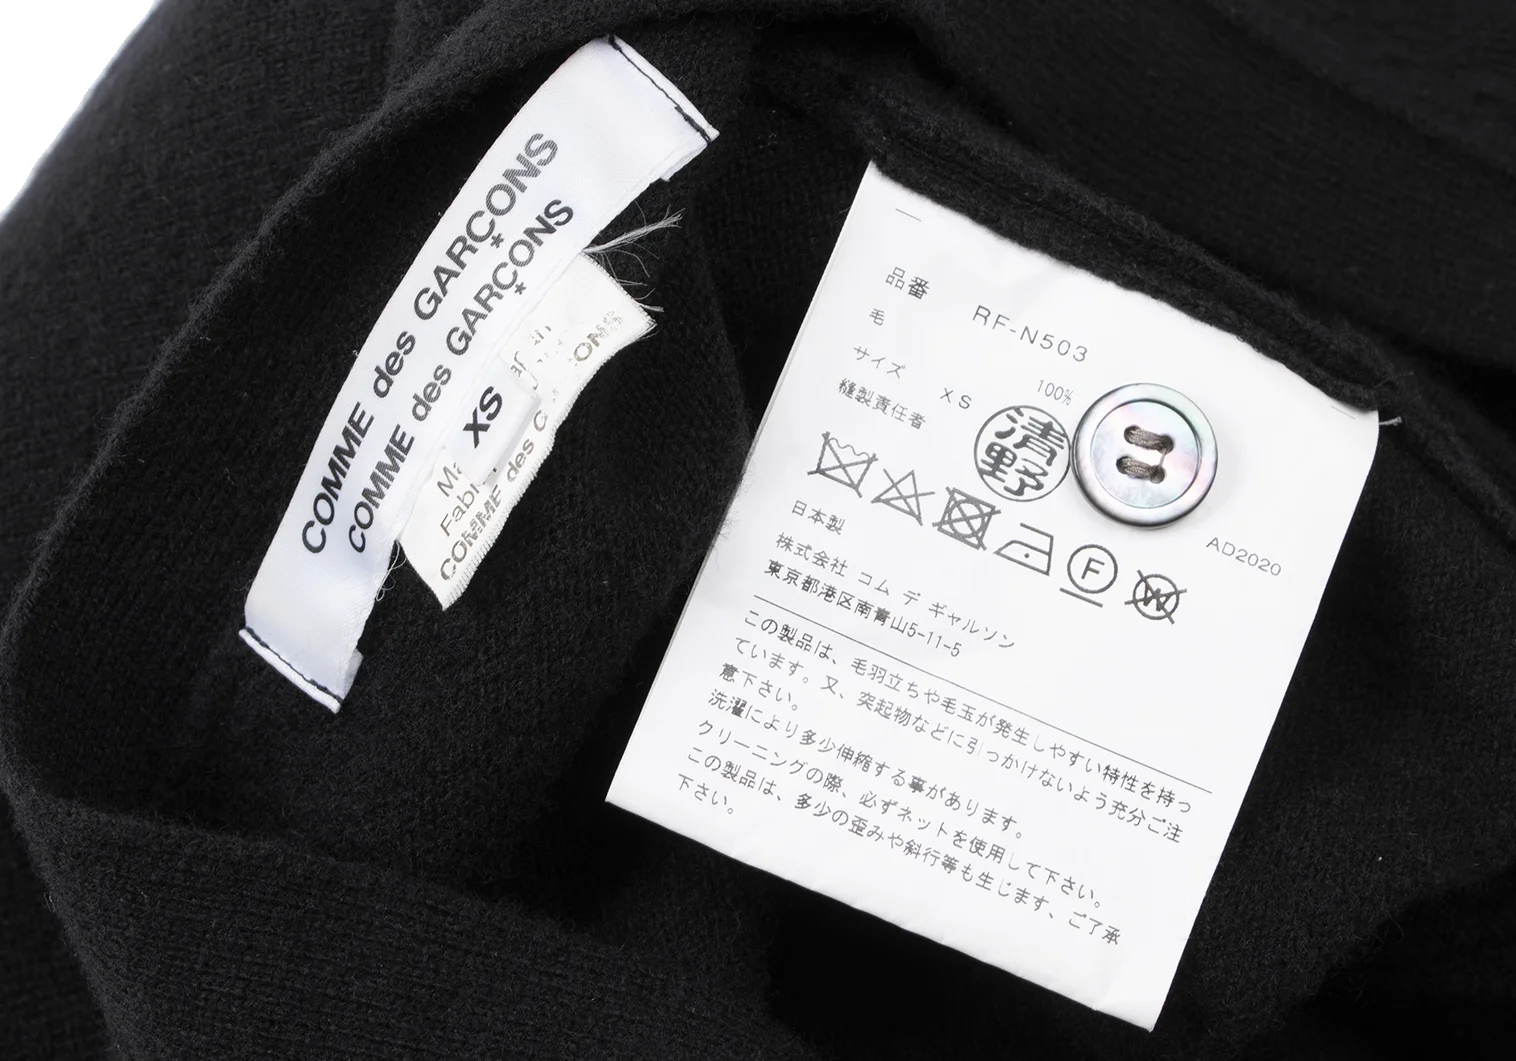 COMME des GARÇONS
COMME des GARÇONS
XS
COMME des
品番 RF-N503
毛 100%
サイズ XS
縫製責任者 清野
F
W
AD2020
日本製
株式会社 コム デ ギャルソン
東京都港区南青山5-11-5
この製品は、毛羽立ちや毛玉が発生しやすい特性を持っ
ています。又、突起物などに引っかけないよう充分ご注
意下さい。
洗濯により多少伸縮する事があります。
クリーニングの際、必ずネットを使用して下さい。
この製品は、多少の歪みや斜行等も生じます、ご了承
下さい。